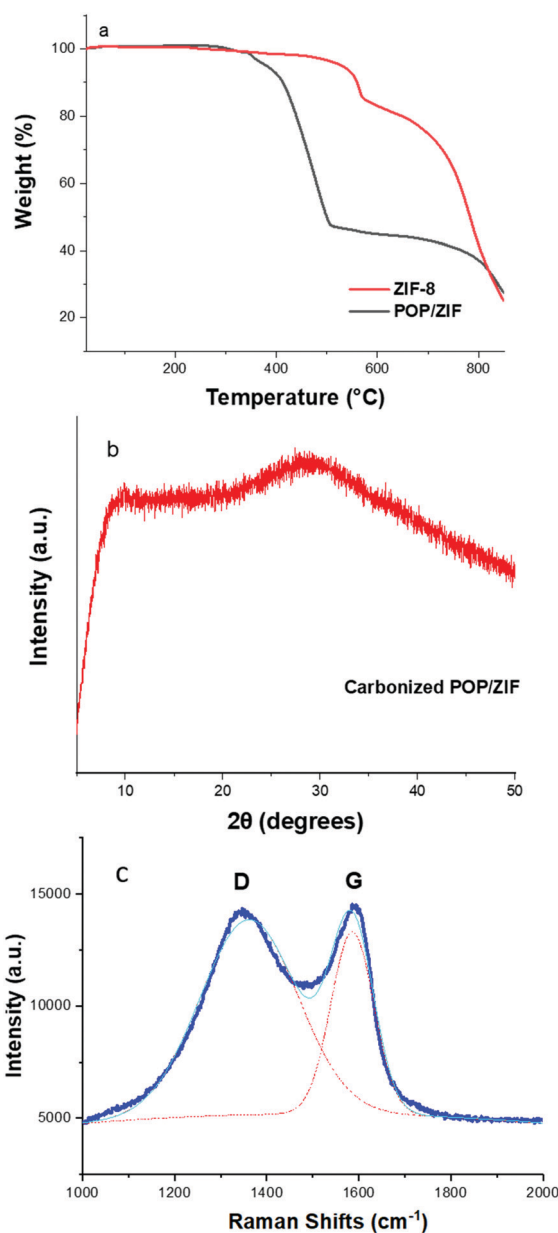 a
100
80
60
40
20
Weight (%)
ZIF-8
POP/ZIF
200 400 600 800
Temperature (°C)
b
Intensity (a.u.)
Carbonized POP/ZIF
10 20 30 40 50
2θ (degrees)
C
D G
15000
10000
5000
Intensity (a.u.)
1000 1200 1400 1600 1800 2000
Raman Shifts (cm⁻¹)